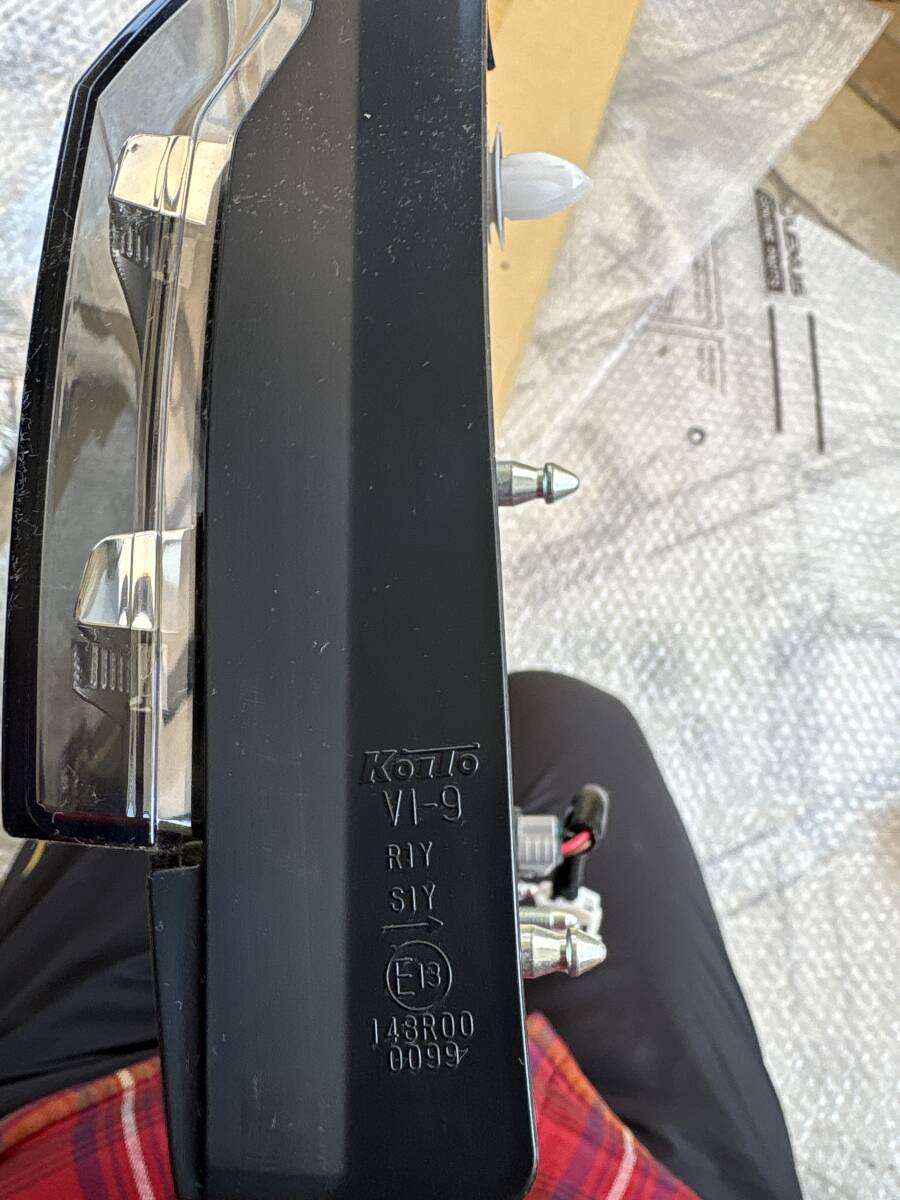 KOITO
VI-9
R1Y
S1Y
E13
148R00
0099